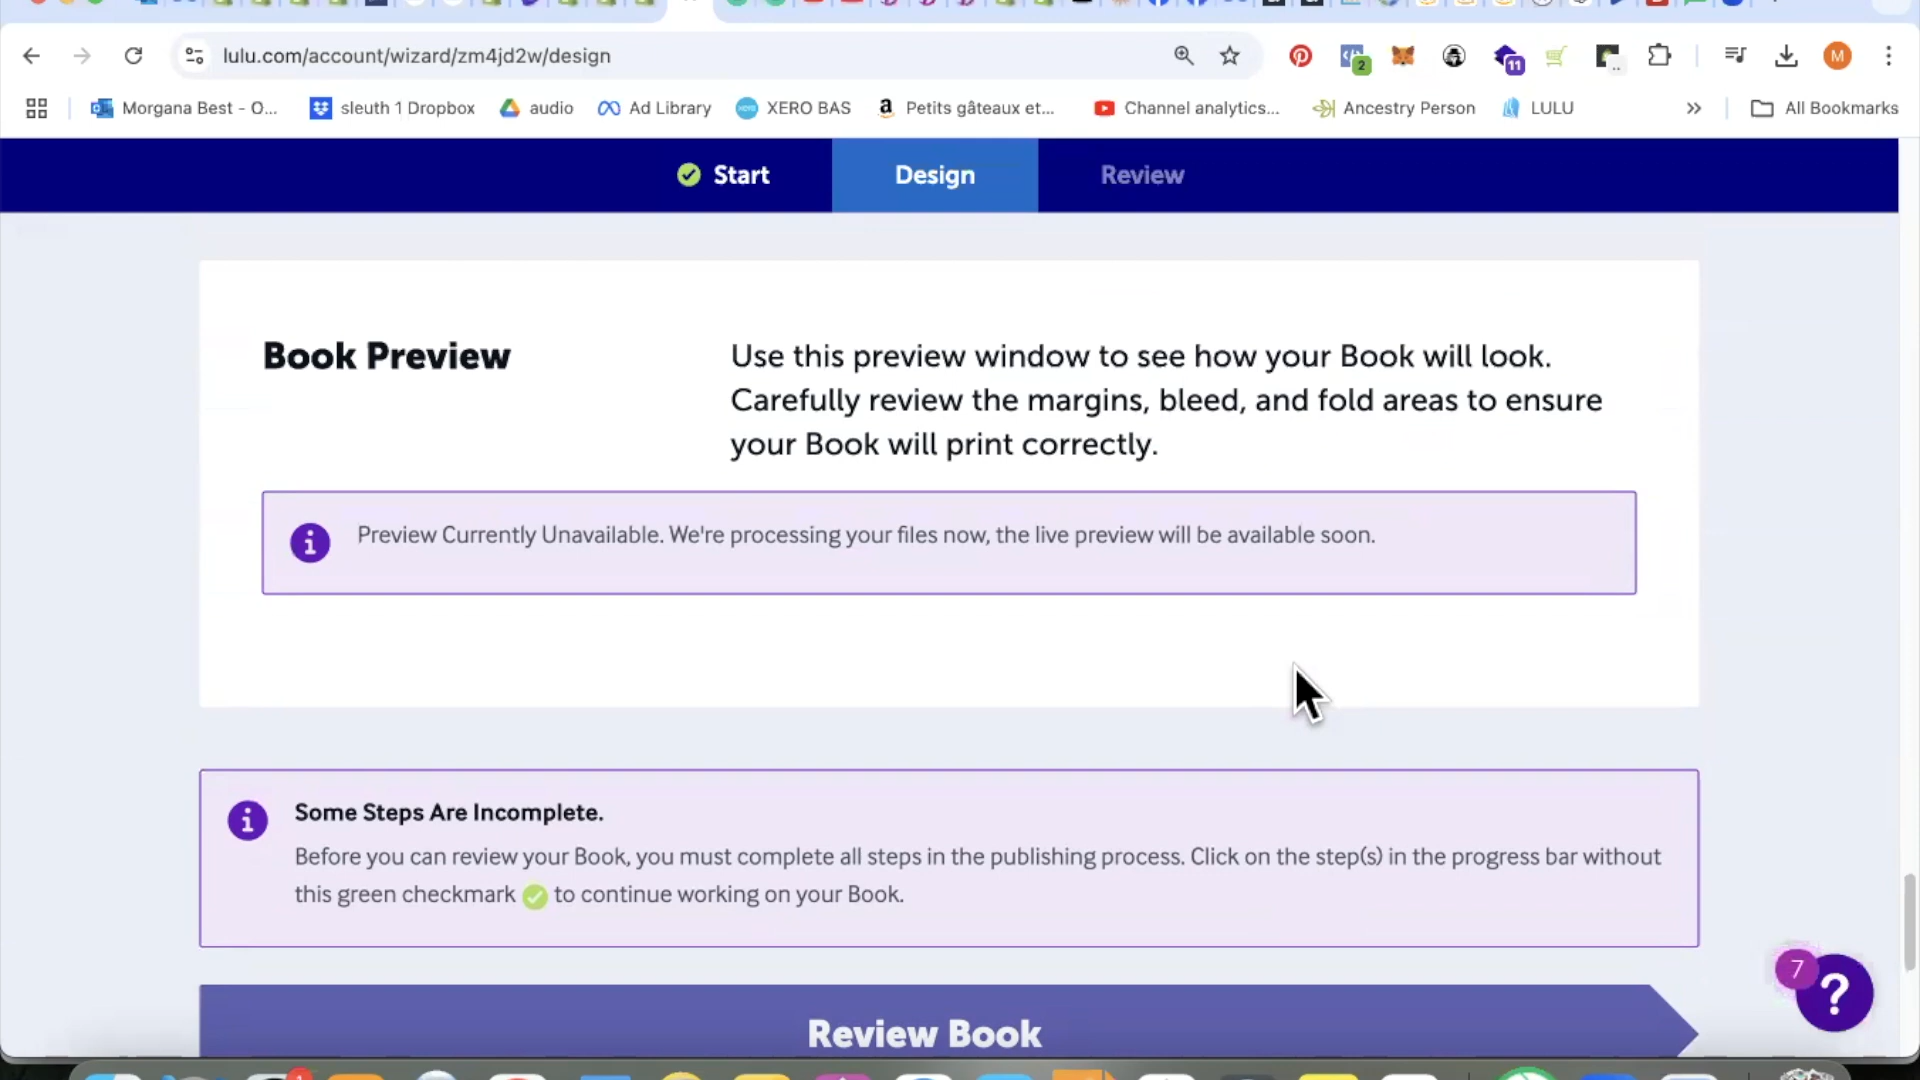 lulu.com/account/wizard/zm4jd2w/design
2
11
M
Morgana Best - O...
sleuth 1 Dropbox
audio
Ad Library
XERO BAS
Petits gâteaux et...
Channel analytics...
Ancestry Person
LULU
All Bookmarks
Start
Design
Review
Book Preview
Use this preview window to see how your Book will look.
Carefully review the margins, bleed, and fold areas to ensure
your Book will print correctly.
Preview Currently Unavailable. We're processing your files now, the live preview will be available soon.
Some Steps Are Incomplete.
Before you can review your Book, you must complete all steps in the publishing process. Click on the step(s) in the progress bar without
this green checkmark to continue working on your Book.
7
?
Review Book
1